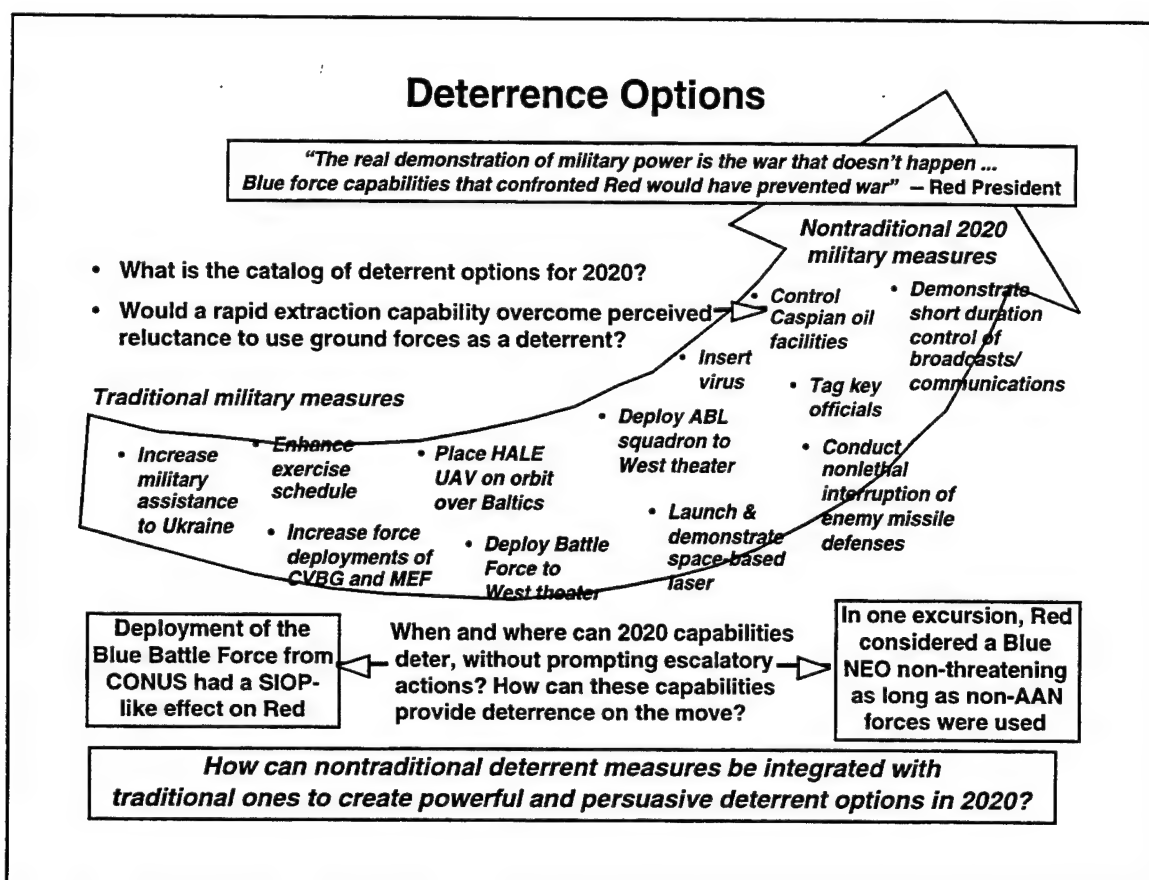 Deterrence Options
"The real demonstration of military power is the war that doesn't happen ...
Blue force capabilities that confronted Red would have prevented war" – Red President
Nontraditional 2020
military measures
• What is the catalog of deterrent options for 2020?
• Would a rapid extraction capability overcome perceived
reluctance to use ground forces as a deterrent?
• Control
Caspian oil
facilities
• Demonstrate
short duration
control of
broadcasts/
communications
• Insert
virus
• Tag key
officials
Traditional military measures
• Increase
military
assistance
to Ukraine
• Enhance
exercise
schedule
• Place HALE
UAV on orbit
over Baltics
• Deploy ABL
squadron to
West theater
• Conduct
nonlethal
interruption of
enemy missile
defenses
• Increase force
deployments of
CVBG and MEF
• Deploy Battle
Force to
West theater
• Launch &
demonstrate
space-based
laser
Deployment of the
Blue Battle Force from
CONUS had a SIOP-
like effect on Red
When and where can 2020 capabilities
deter, without prompting escalatory
actions? How can these capabilities
provide deterrence on the move?
In one excursion, Red
considered a Blue
NEO non-threatening
as long as non-AAN
forces were used
How can nontraditional deterrent measures be integrated with
traditional ones to create powerful and persuasive deterrent options in 2020?